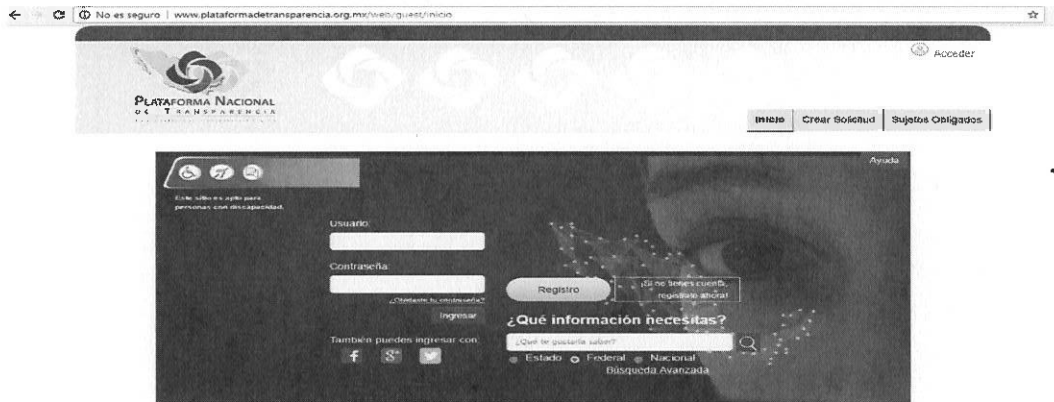 No es seguro | www.plataformadetransparencia.org.mx/web/guest/inicio
Acceder
PLATAFORMA NACIONAL
DE TRANSPARENCIA
Inicio
Crear Solicitud
Sujetos Obligados
Ayuda
Este sitio es apto para
personas con discapacidad.
Usuario:
Contraseña:
¿Olvidaste tu contraseña?
Ingresar
También puedes ingresar con:
Registro
¡Si no tienes cuenta,
regístrate ahora!
¿Qué información necesitas?
¿Qué te gustaría saber?
Estado Federal Nacional
Búsqueda Avanzada